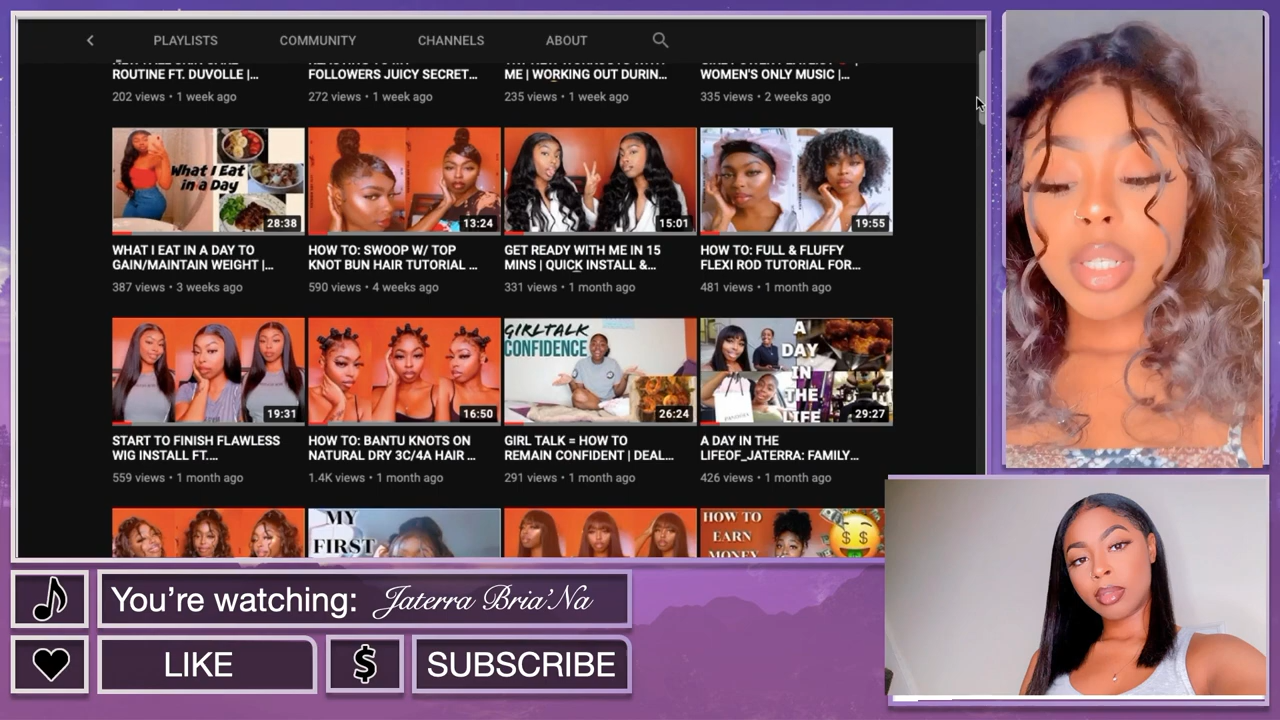 PLAYLISTS COMMUNITY CHANNELS ABOUT
ROUTINE FT. DUVOLLE |...
202 views • 1 week ago
FOLLOWERS JUICY SECRET...
272 views • 1 week ago
ME | WORKING OUT DURIN...
235 views • 1 week ago
WOMEN'S ONLY MUSIC |...
335 views • 2 weeks ago
What I Eat
in a Day
28:38
13:24
15:01
19:55
WHAT I EAT IN A DAY TO
GAIN/MAINTAIN WEIGHT |...
387 views • 3 weeks ago
HOW TO: SWOOP W/ TOP
KNOT BUN HAIR TUTORIAL ...
590 views • 4 weeks ago
GET READY WITH ME IN 15
MINS | QUICK INSTALL &...
331 views • 1 month ago
HOW TO: FULL & FLUFFY
FLEXI ROD TUTORIAL FOR...
481 views • 1 month ago
19:31
16:50
GIRL TALK
CONFIDENCE
26:24
A
DAY
IN
THE
LIFE
29:27
START TO FINISH FLAWLESS
WIG INSTALL FT....
559 views • 1 month ago
HOW TO: BANTU KNOTS ON
NATURAL DRY 3C/4A HAIR ...
1.4K views • 1 month ago
GIRL TALK = HOW TO
REMAIN CONFIDENT | DEAL...
291 views • 1 month ago
A DAY IN THE
LIFEOF_JATERRA: FAMILY...
426 views • 1 month ago
MY
FIRST
HOW TO
EARN
MONEY
You're watching: Jaterra Bria'Na
LIKE
$
SUBSCRIBE